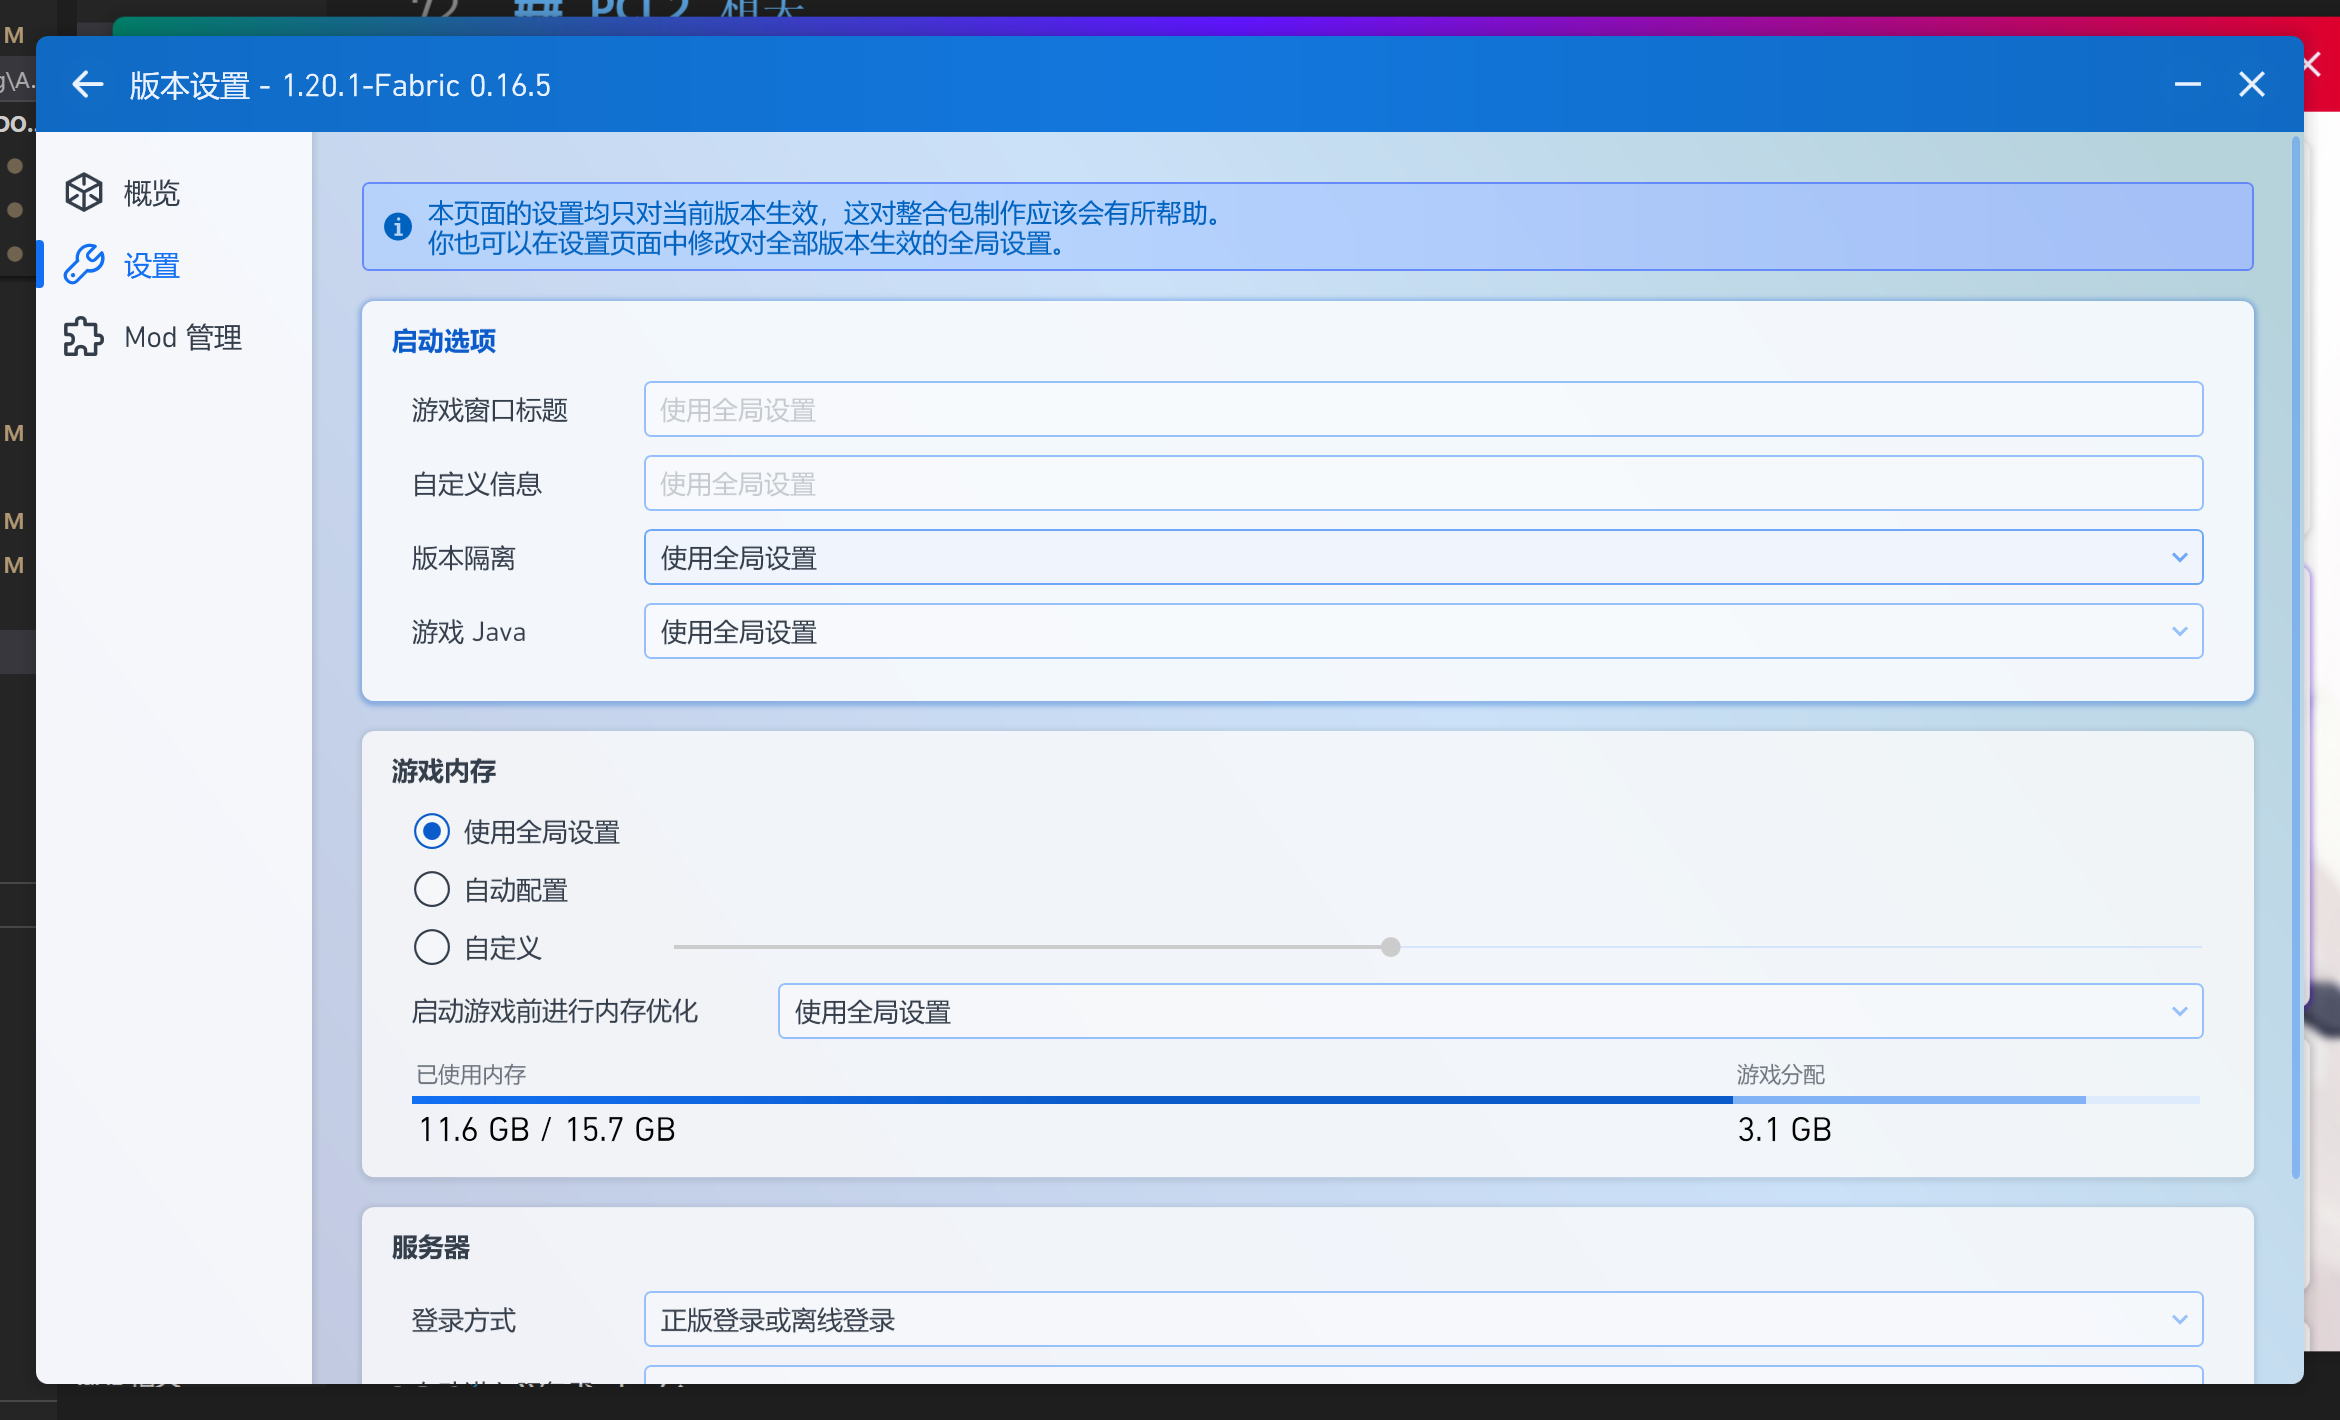 PCL2 相关
M
版本设置 - 1.20.1-Fabric 0.16.5
概览
设置
Mod 管理
本页面的设置均只对当前版本生效，这对整合包制作应该会有所帮助。
你也可以在设置页面中修改对全部版本生效的全局设置。
启动选项
游戏窗口标题
使用全局设置
自定义信息
使用全局设置
版本隔离
使用全局设置
游戏 Java
使用全局设置
M
M
M
游戏内存
使用全局设置
自动配置
自定义
启动游戏前进行内存优化
使用全局设置
已使用内存
游戏分配
11.6 GB / 15.7 GB
3.1 GB
服务器
登录方式
正版登录或离线登录